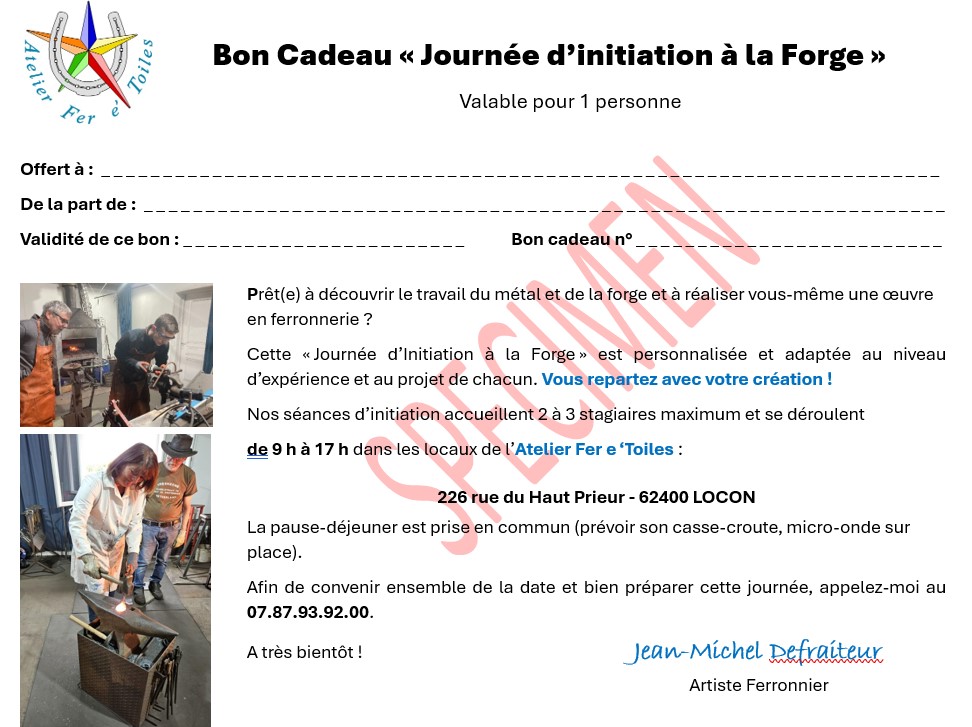 Atelier Fer é Toiles
Bon Cadeau « Journée d’initiation à la Forge »
Valable pour 1 personne
Offert à :
De la part de :
Validité de ce bon : Bon cadeau n°
SPECIMEN
Prêt(e) à découvrir le travail du métal et de la forge et à réaliser vous-même une œuvre
en ferronnerie ?
Cette « Journée d’Initiation à la Forge » est personnalisée et adaptée au niveau
d’expérience et au projet de chacun. Vous repartez avec votre création !
Nos séances d’initiation accueillent 2 à 3 stagiaires maximum et se déroulent
de 9 h à 17 h dans les locaux de l’Atelier Fer e ‘Toiles :
226 rue du Haut Prieur - 62400 LOCON
La pause-déjeuner est prise en commun (prévoir son casse-croute, micro-onde sur
place).
Afin de convenir ensemble de la date et bien préparer cette journée, appelez-moi au
07.87.93.92.00.
A très bientôt !
Jean-Michel Defraiteur
Artiste Ferronnier